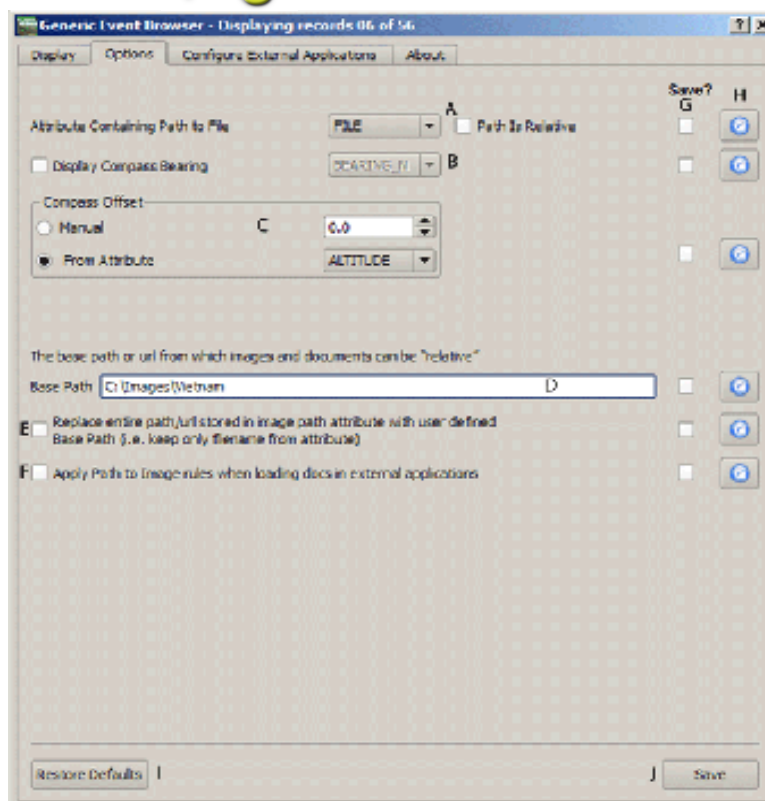 Generic Event Browser - Displaying records 06 of 56
Display Options Configure External Applications About
Save?
A G H
Attribute Containing Path to File FILE Path Is Relative
Display Compass Bearing BEARING_N B
Compass Offset
Manual C 0.0
From Attribute ALTITUDE
The base path or url from which images and documents can be "relative"
Base Path C:\Images\Vietnam D
E Replace entire path/url stored in image path attribute with user defined
Base Path (i.e. keep only filename from attribute)
F Apply Path to Image rules when loading docs in external applications
Restore Defaults I J Save